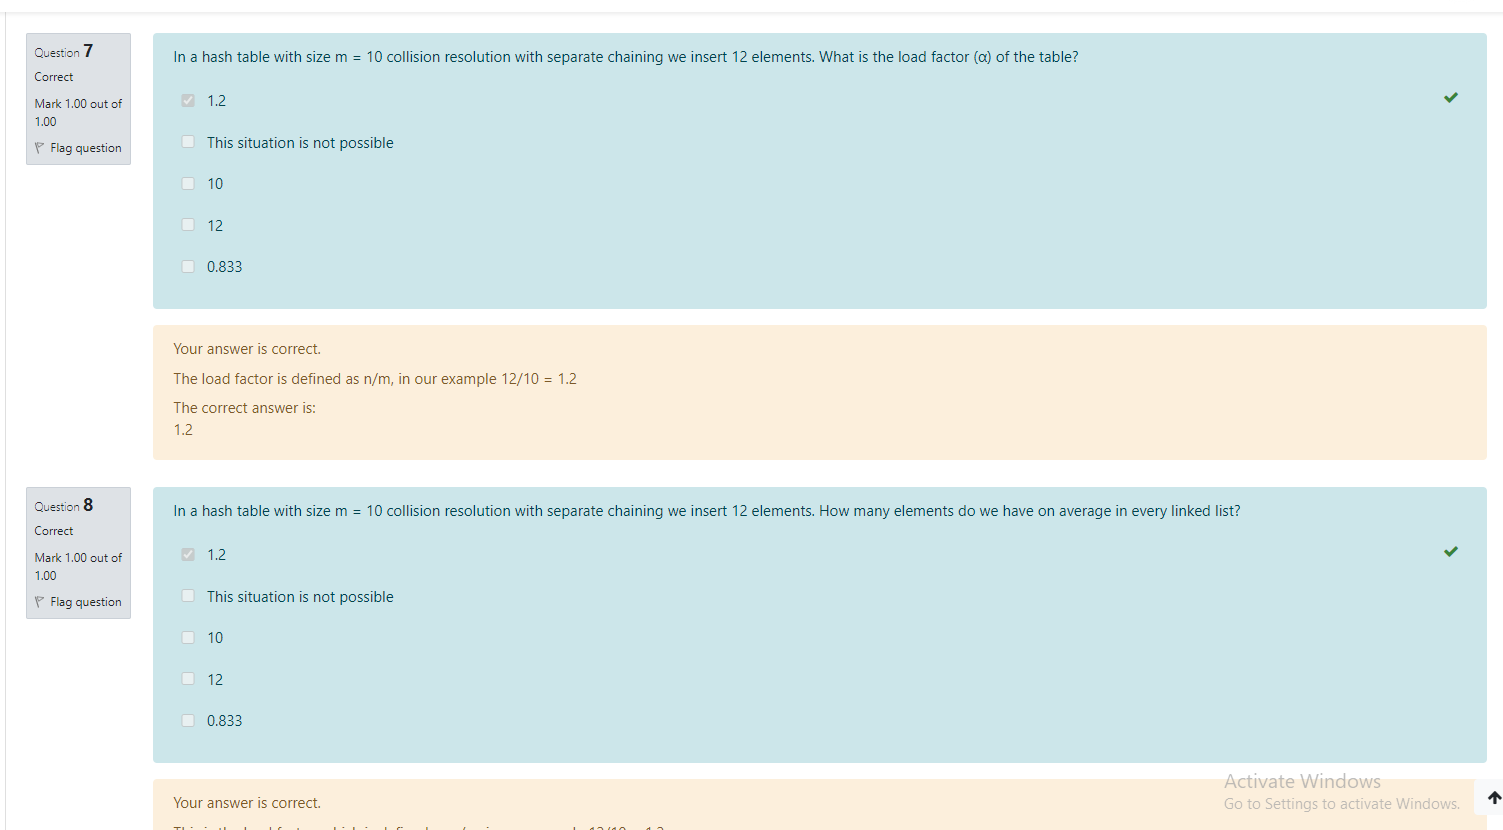 Question 7
Correct
Mark 1.00 out of
1.00
Flag question
In a hash table with size m = 10 collision resolution with separate chaining we insert 12 elements. What is the load factor (α) of the table?
1.2
This situation is not possible
10
12
0.833
Your answer is correct.
The load factor is defined as n/m, in our example 12/10 = 1.2
The correct answer is:
1.2
Question 8
Correct
Mark 1.00 out of
1.00
Flag question
In a hash table with size m = 10 collision resolution with separate chaining we insert 12 elements. How many elements do we have on average in every linked list?
1.2
This situation is not possible
10
12
0.833
Your answer is correct.
Activate Windows
Go to Settings to activate Windows.